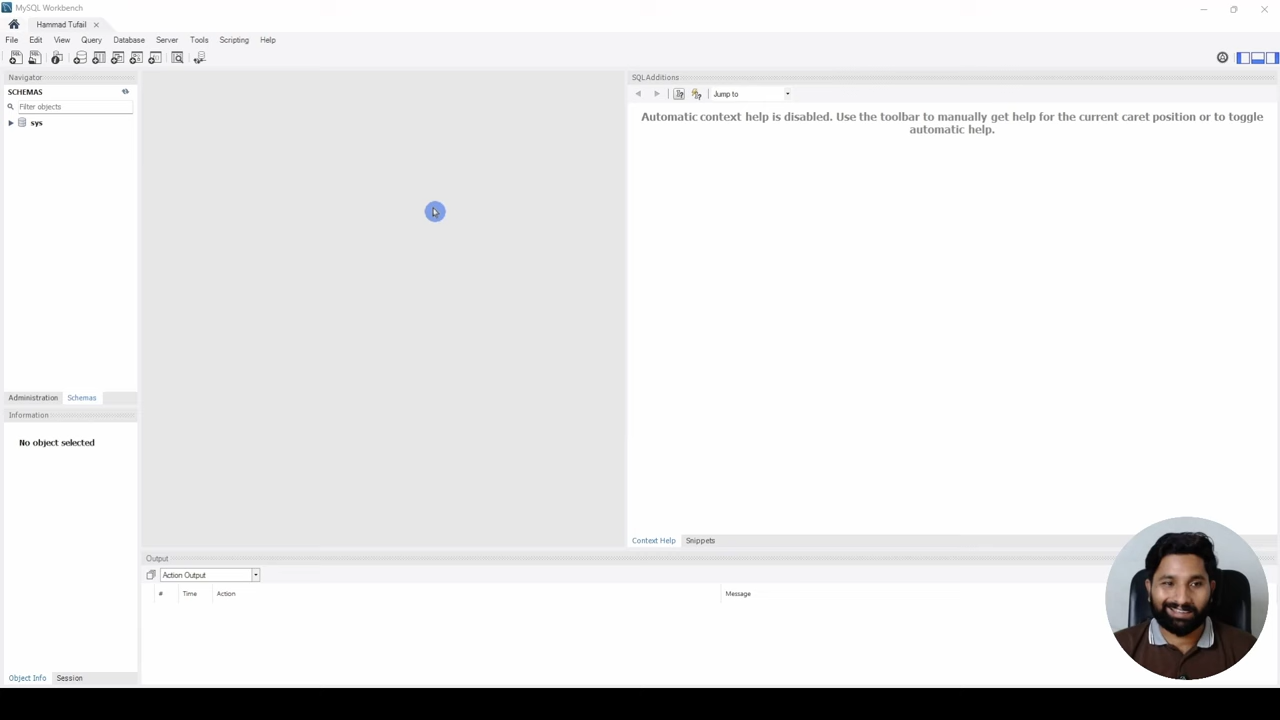 MySQL Workbench
Hammad Tufail
File Edit View Query Database Server Tools Scripting Help
Navigator
SCHEMAS
Filter objects
sys
Administration Schemas
Information
No object selected
Object Info Session
SQLAdditions
Jump to
Automatic context help is disabled. Use the toolbar to manually get help for the current caret position or to toggle
automatic help.
Context Help Snippets
Output
Action Output
# Time Action Message